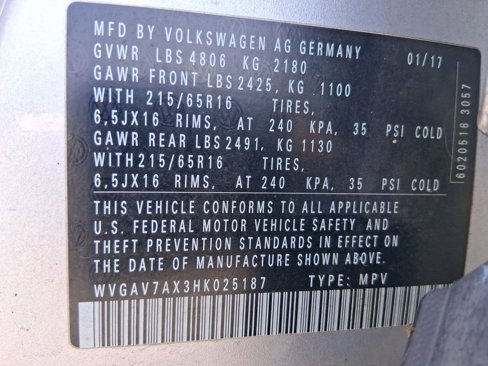 MFD BY VOLKSWAGEN AG GERMANY 01/17
GVWR LBS 4806 KG 2180
GAWR FRONT LBS 2425, KG 1100
WITH 215/65R16 TIRES,
6,5JX16 RIMS, AT 240 KPA, 35 PSI COLD
GAWR REAR LBS 2491, KG 1130
WITH 215/65R16 TIRES,
6,5JX16 RIMS, AT 240 KPA, 35 PSI COLD
THIS VEHICLE CONFORMS TO ALL APPLICABLE
U.S. FEDERAL MOTOR VEHICLE SAFETY AND
THEFT PREVENTION STANDARDS IN EFFECT ON
THE DATE OF MANUFACTURE SHOWN ABOVE.
WVGAV7AX3HK025187 TYPE: MPV
6020516 3057